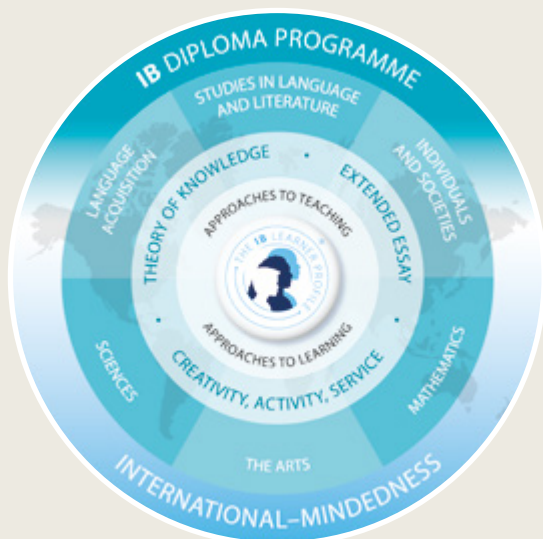 IB DIPLOMA PROGRAMME
STUDIES IN LANGUAGE
AND LITERATURE
LANGUAGE
ACQUISITION
INDIVIDUALS
AND SOCIETIES
THEORY OF KNOWLEDGE
•
EXTENDED ESSAY
•
APPROACHES TO TEACHING
THE IB LEARNER PROFILE
APPROACHES TO LEARNING
•
CREATIVITY, ACTIVITY, SERVICE
SCIENCES
MATHEMATICS
THE ARTS
INTERNATIONAL–MINDEDNESS